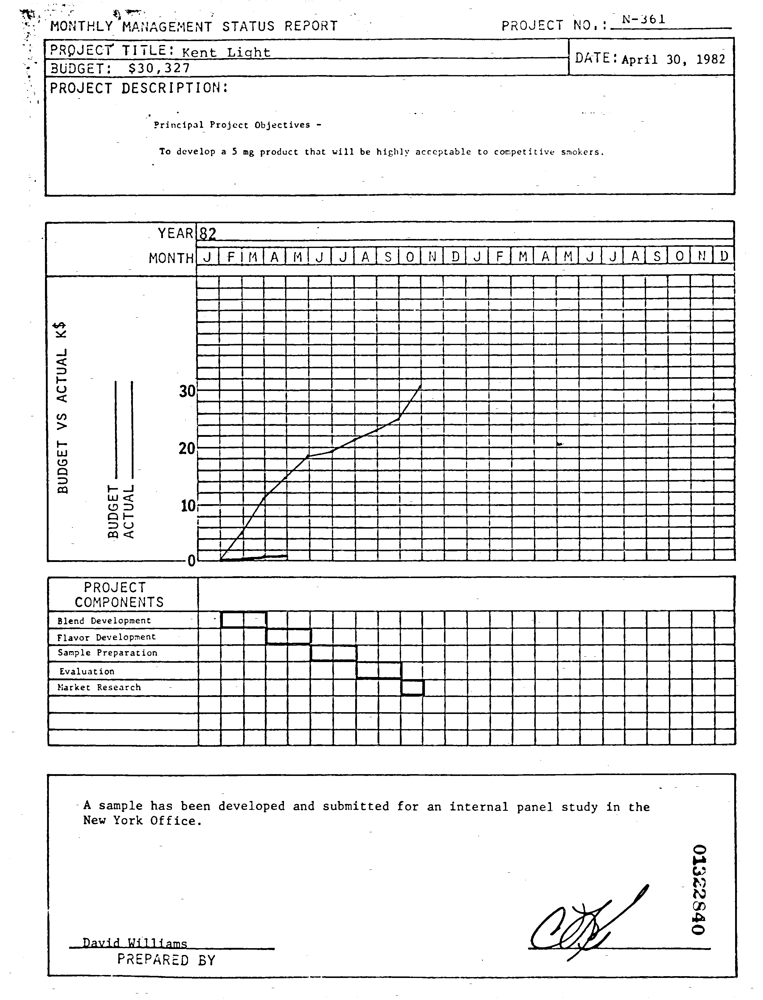 MONTHLY MANAGEMENT STATUS REPORT PROJECT NO.: N-361
PROJECT TITLE: Kent Light
DATE: April 30, 1982
BUDGET: $30,327
PROJECT DESCRIPTION:
Principal Project Objectives -
To develop a 5 mg product that will be highly acceptable to competitive smokers.
YEAR 82
MONTH J F M A M J J A S O N D J F M A M J J A S O N D
BUDGET VS ACTUAL K$
BUDGET
ACTUAL
30
20
10
0
PROJECT
COMPONENTS
Blend Development
Flavor Development
Sample Preparation
Evaluation
Market Research
A sample has been developed and submitted for an internal panel study in the
New York Office.
01322840
David Williams
PREPARED BY